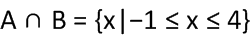 A ∩ B = {x|−1 ≤ x ≤ 4}